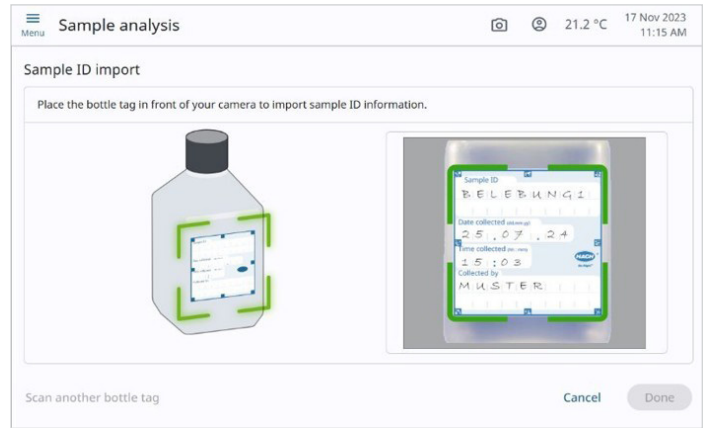 Menu
Sample analysis
21.2 °C
17 Nov 2023
11:15 AM
Sample ID import
Place the bottle tag in front of your camera to import sample ID information.
Sample ID
BELEBUNG1
Date collected
25.07.24
Time collected
15:03
HACH
Collected by
MUSTER
Scan another bottle tag
Cancel
Done